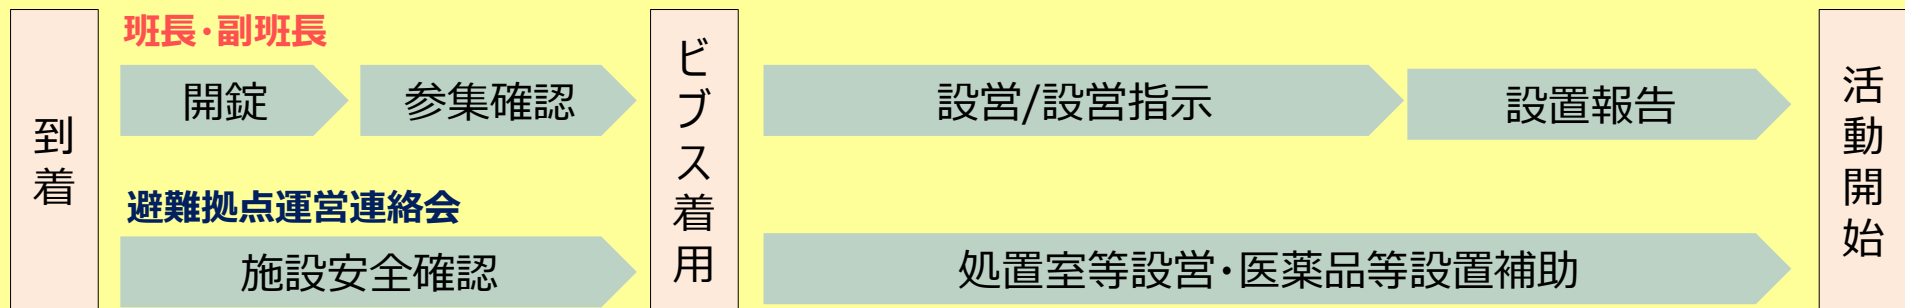 到着
班長・副班長
開錠
参集確認
避難拠点運営連絡会
施設安全確認
ビブス着用
設営/設営指示
設置報告
処置室等設営・医薬品等設置補助
活動開始